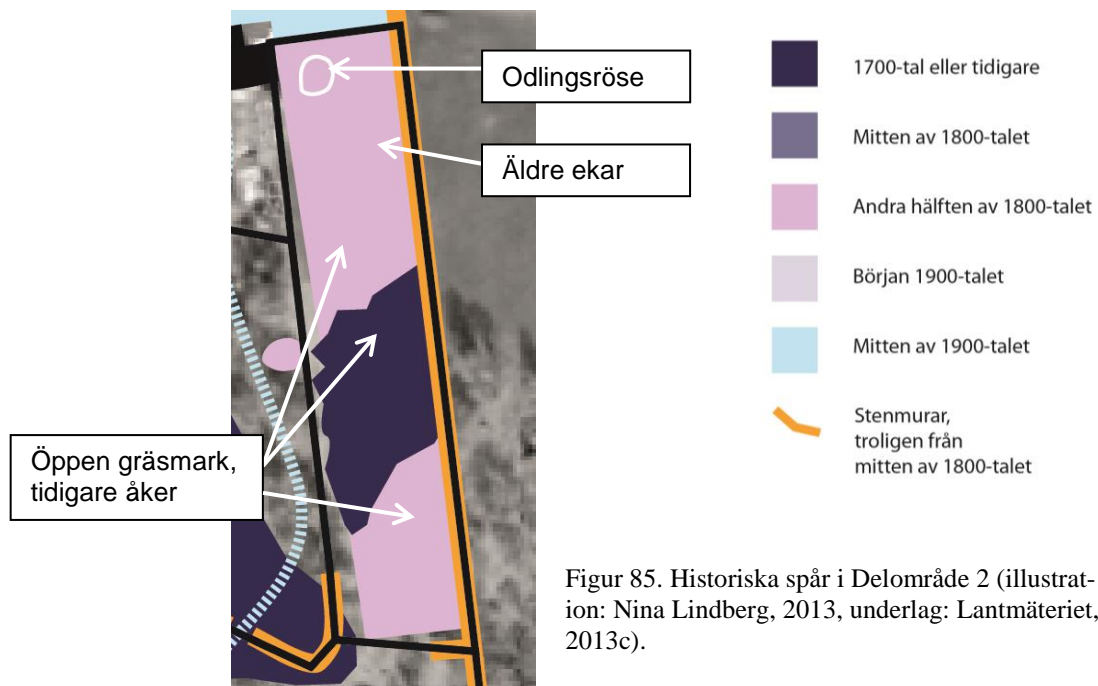 Odlingsröse
Äldre ekar
Öppen gräsmark,
tidigare åker
1700-tal eller tidigare
Mitten av 1800-talet
Andra hälften av 1800-talet
Början 1900-talet
Mitten av 1900-talet
Stenmurar,
troligen från
mitten av 1800-talet
Figur 85. Historiska spår i Delområde 2 (illustrat-
ion: Nina Lindberg, 2013, underlag: Lantmäteriet,
2013c).